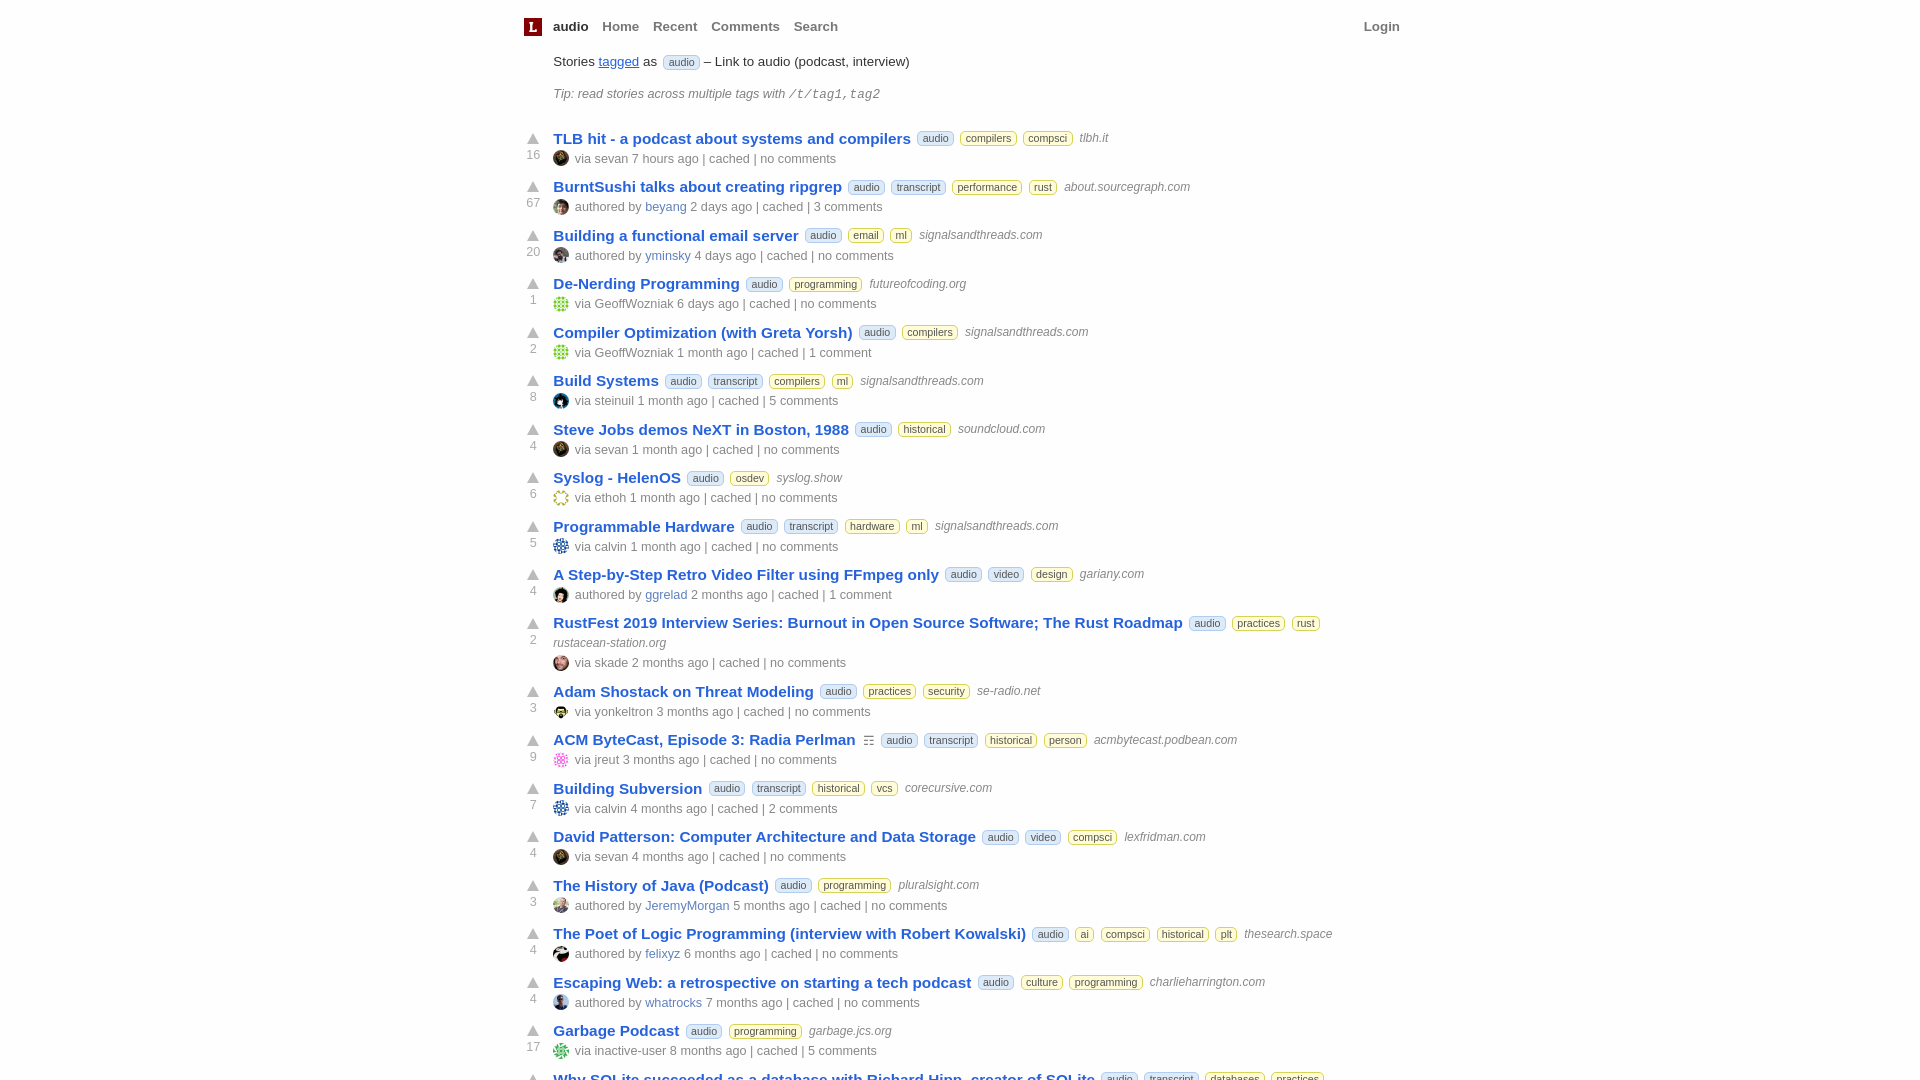 L audio Home Recent Comments Search Login
Stories tagged as audio – Link to audio (podcast, interview)
Tip: read stories across multiple tags with /t/tag1,tag2
TLB hit - a podcast about systems and compilers audio compilers compsci tlbh.it
16 via sevan 7 hours ago | cached | no comments
BurntSushi talks about creating ripgrep audio transcript performance rust about.sourcegraph.com
67 authored by beyang 2 days ago | cached | 3 comments
Building a functional email server audio email ml signalsandthreads.com
20 authored by yminsky 4 days ago | cached | no comments
De-Nerding Programming audio programming futureofcoding.org
1 via GeoffWozniak 6 days ago | cached | no comments
Compiler Optimization (with Greta Yorsh) audio compilers signalsandthreads.com
2 via GeoffWozniak 1 month ago | cached | 1 comment
Build Systems audio transcript compilers ml signalsandthreads.com
8 via steinuil 1 month ago | cached | 5 comments
Steve Jobs demos NeXT in Boston, 1988 audio historical soundcloud.com
4 via sevan 1 month ago | cached | no comments
Syslog - HelenOS audio osdev syslog.show
6 via ethoh 1 month ago | cached | no comments
Programmable Hardware audio transcript hardware ml signalsandthreads.com
5 via calvin 1 month ago | cached | no comments
A Step-by-Step Retro Video Filter using FFmpeg only audio video design gariany.com
4 authored by ggrelad 2 months ago | cached | 1 comment
RustFest 2019 Interview Series: Burnout in Open Source Software; The Rust Roadmap audio practices rust
2 rustacean-station.org
via skade 2 months ago | cached | no comments
Adam Shostack on Threat Modeling audio practices security se-radio.net
3 via yonkeltron 3 months ago | cached | no comments
ACM ByteCast, Episode 3: Radia Perlman ☶ audio transcript historical person acmbytecast.podbean.com
9 via jreut 3 months ago | cached | no comments
Building Subversion audio transcript historical vcs corecursive.com
7 via calvin 4 months ago | cached | 2 comments
David Patterson: Computer Architecture and Data Storage audio video compsci lexfridman.com
4 via sevan 4 months ago | cached | no comments
The History of Java (Podcast) audio programming pluralsight.com
3 authored by JeremyMorgan 5 months ago | cached | no comments
The Poet of Logic Programming (interview with Robert Kowalski) audio ai compsci historical plt thesearch.space
4 authored by felixyz 6 months ago | cached | no comments
Escaping Web: a retrospective on starting a tech podcast audio culture programming charlieharrington.com
4 authored by whatrocks 7 months ago | cached | no comments
Garbage Podcast audio programming garbage.jcs.org
17 via inactive-user 8 months ago | cached | 5 comments
Why SQLite succeeded as a database with Richard Hipp, creator of SQLite audio transcript databases practices